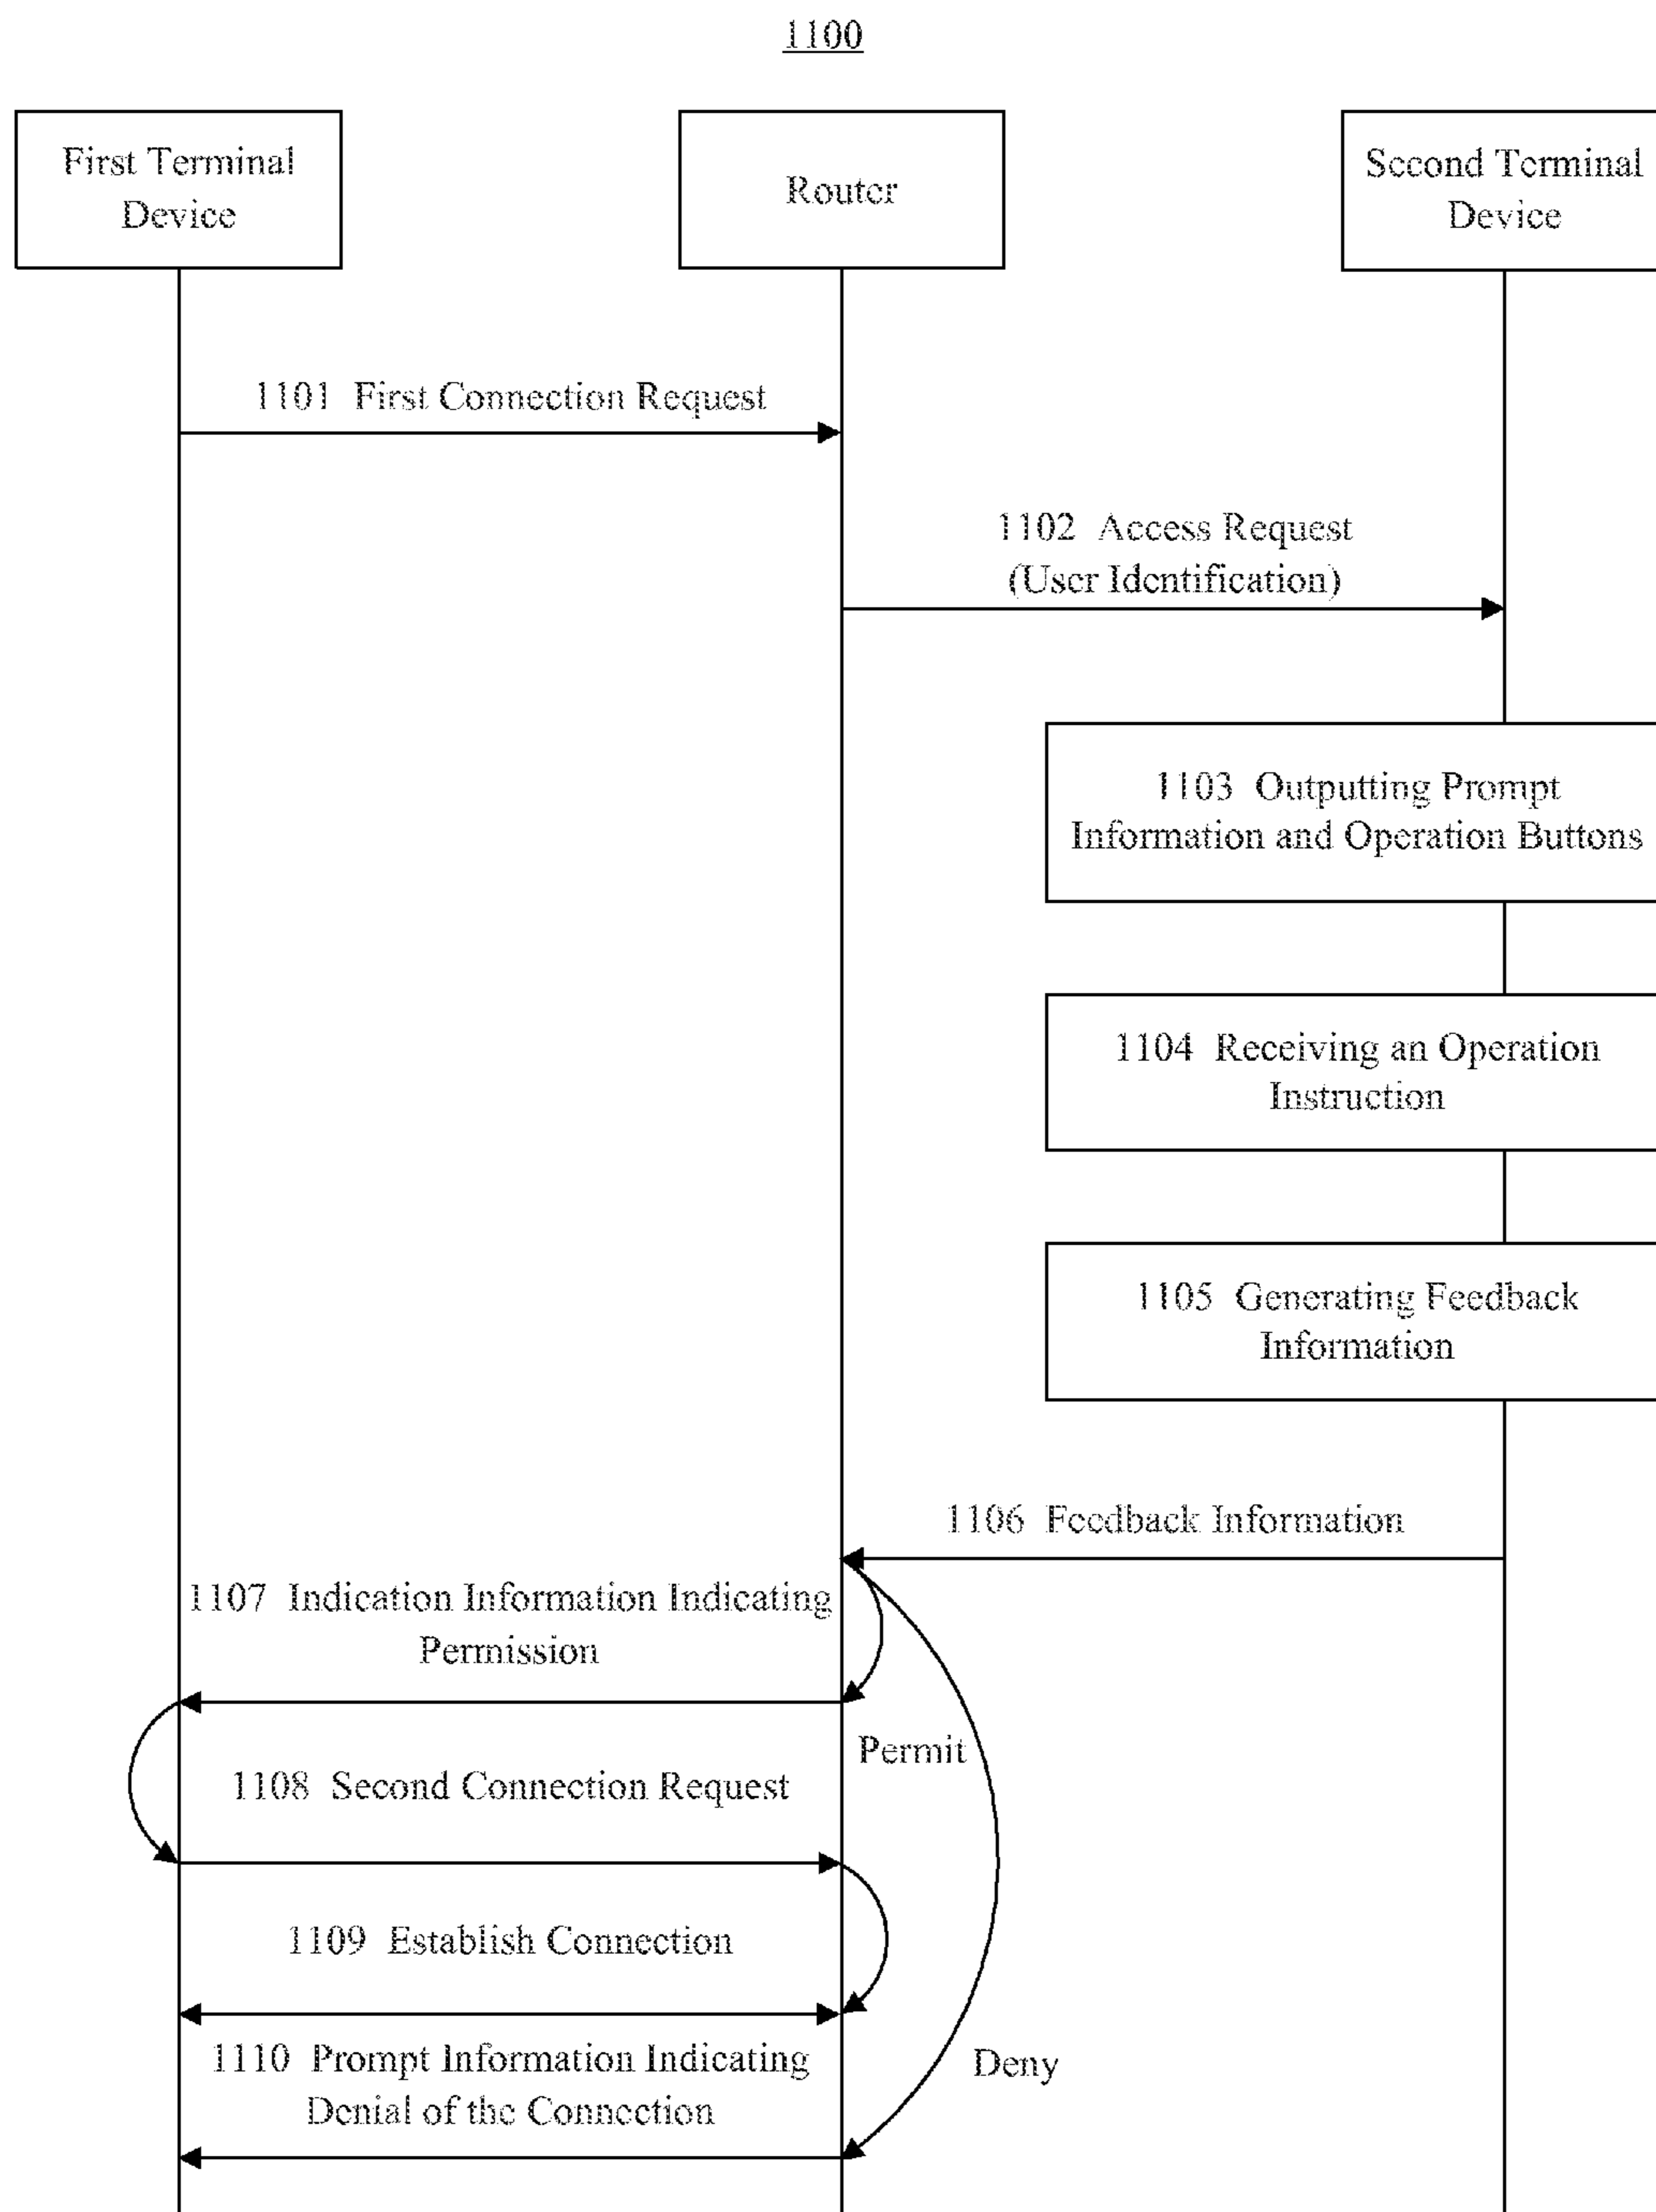 1100
First Terminal
Device
Router
Second Terminal
Device
1101 First Connection Request
1102 Access Request
(User Identification)
1103 Outputting Prompt
Information and Operation Buttons
1104 Receiving an Operation
Instruction
1105 Generating Feedback
Information
1106 Feedback Information
1107 Indication Information Indicating
Permission
Permit
1108 Second Connection Request
1109 Establish Connection
1110 Prompt Information Indicating
Denial of the Connection
Deny